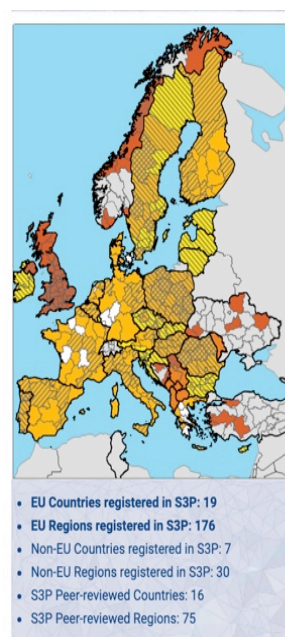 EU Countries registered in S3P: 19
EU Regions registered in S3P: 176
Non-EU Countries registered in S3P: 7
Non-EU Regions registered in S3P: 30
S3P Peer-reviewed Countries: 16
S3P Peer-reviewed Regions: 75